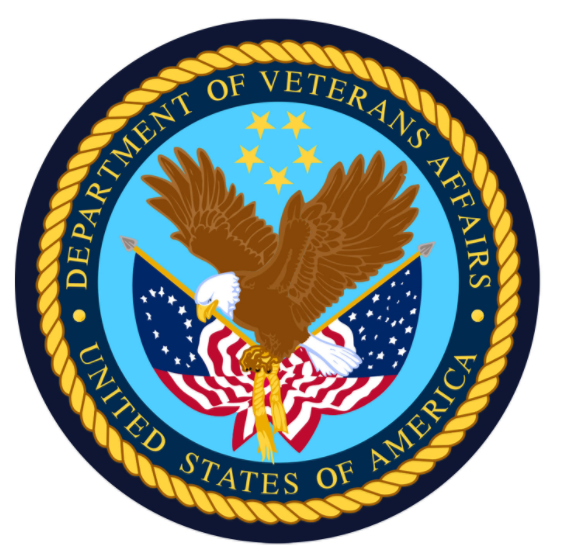 DEPARTMENT OF VETERANS AFFAIRS
UNITED STATES OF AMERICA